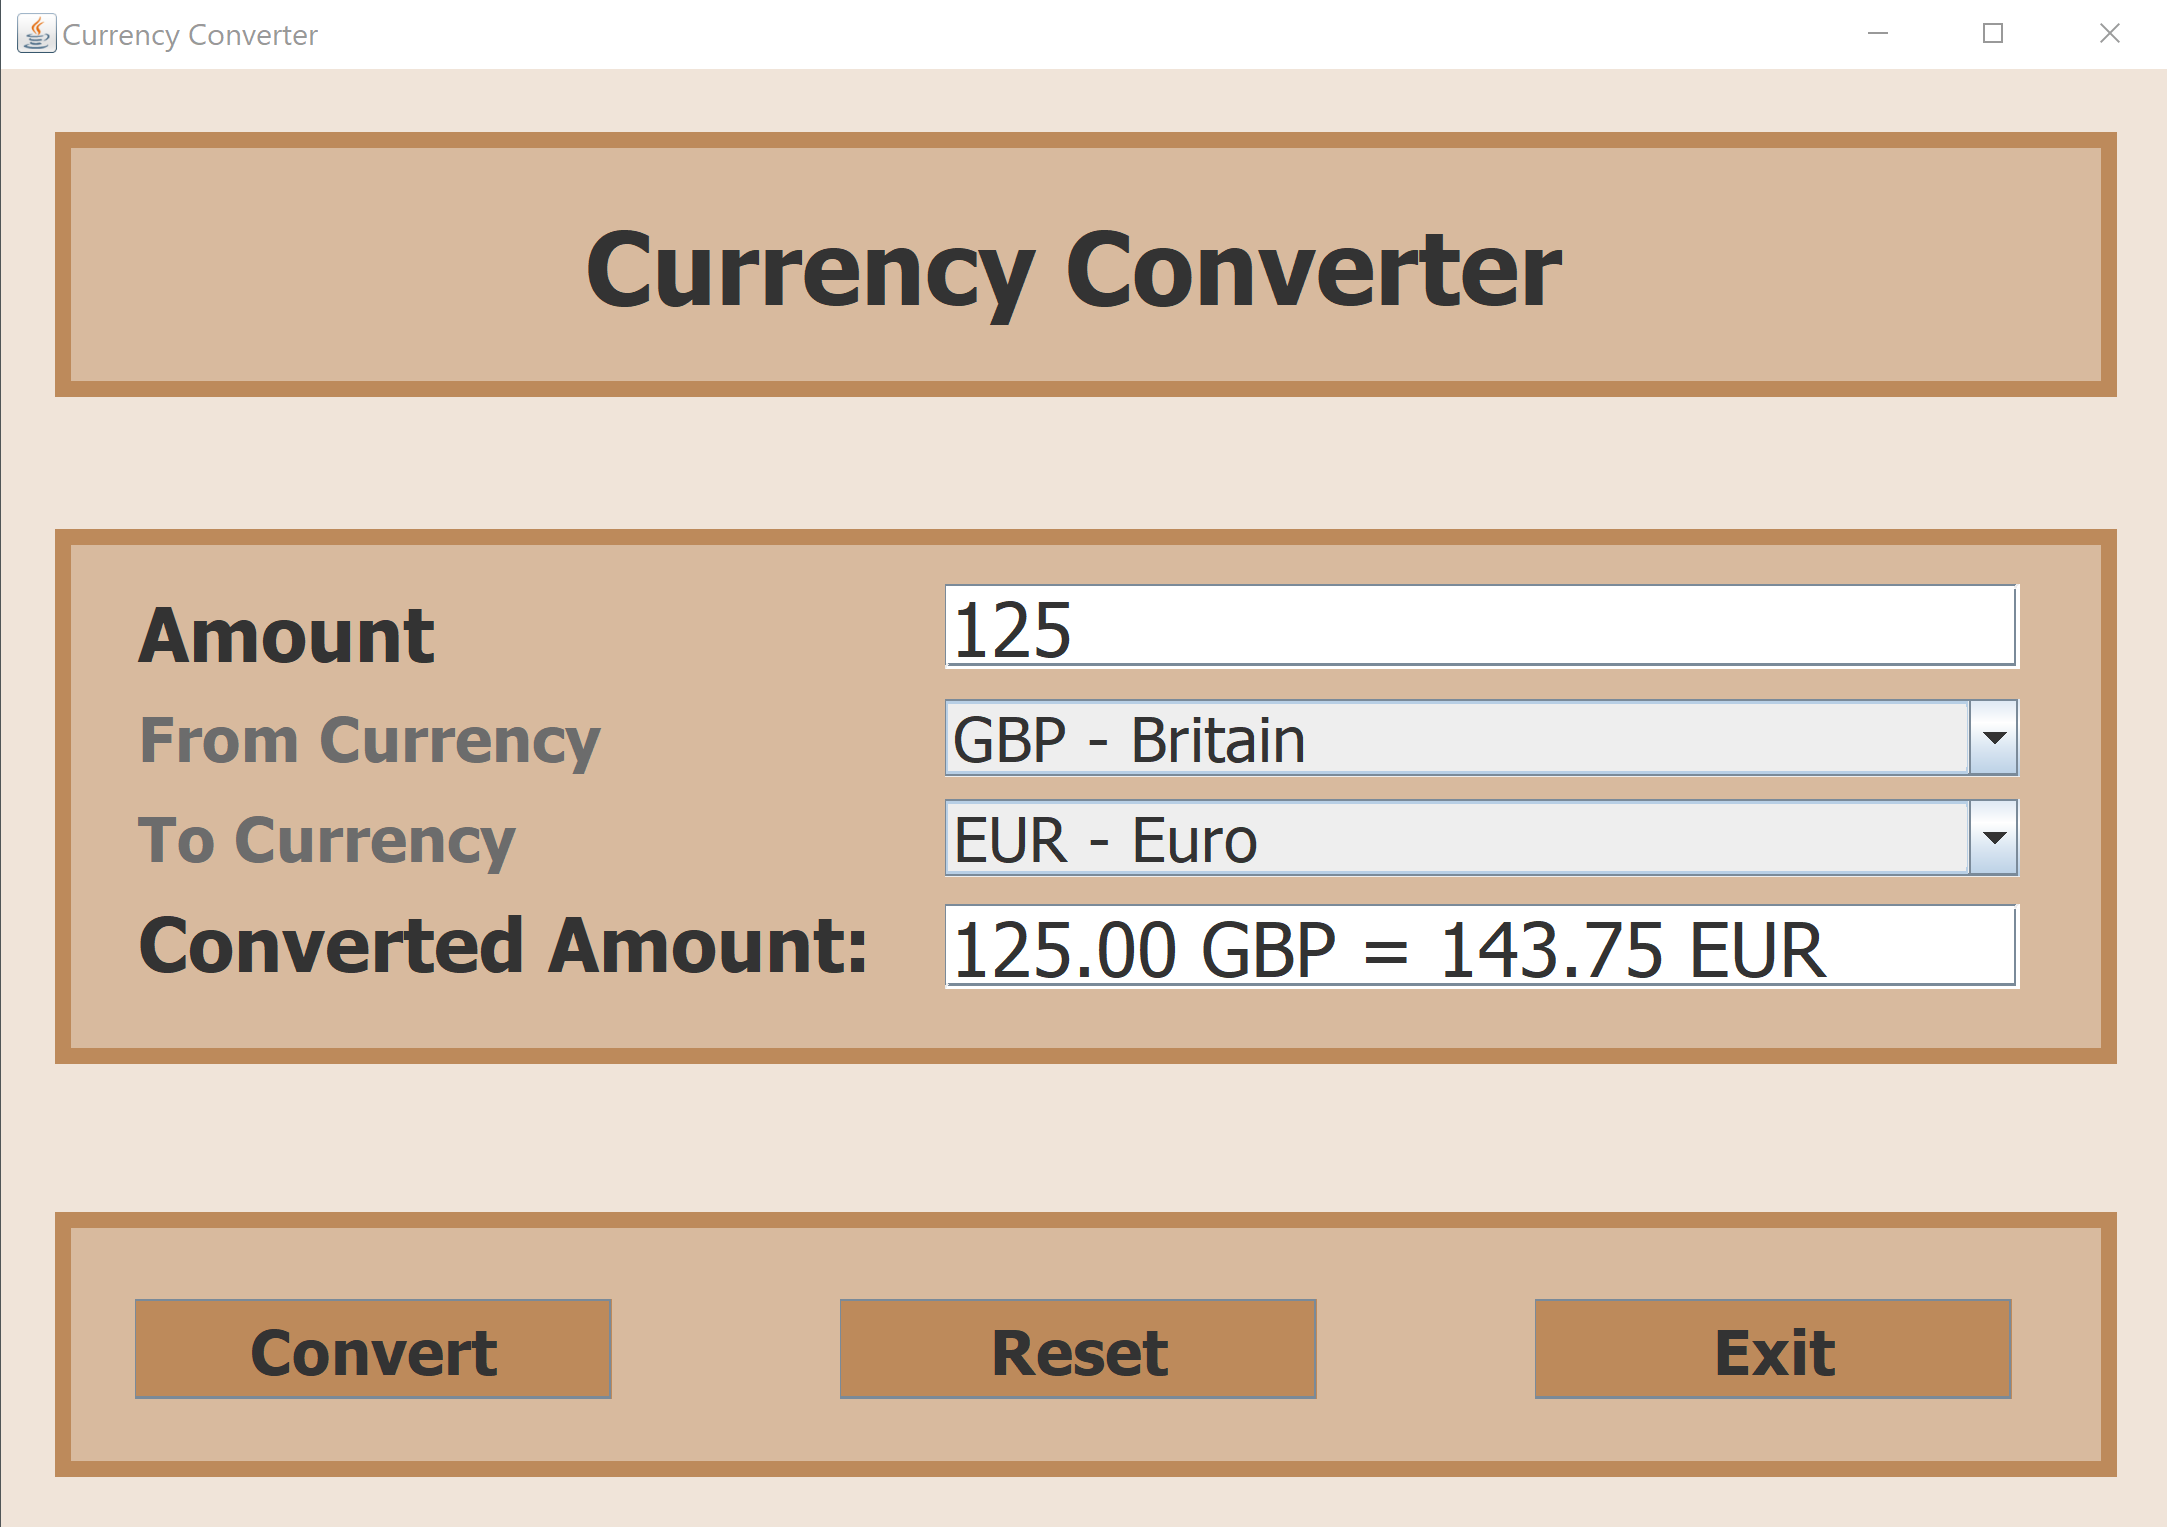 Currency Converter
Currency Converter
Amount
125
From Currency
GBP - Britain
To Currency
EUR - Euro
Converted Amount:
125.00 GBP = 143.75 EUR
Convert
Reset
Exit